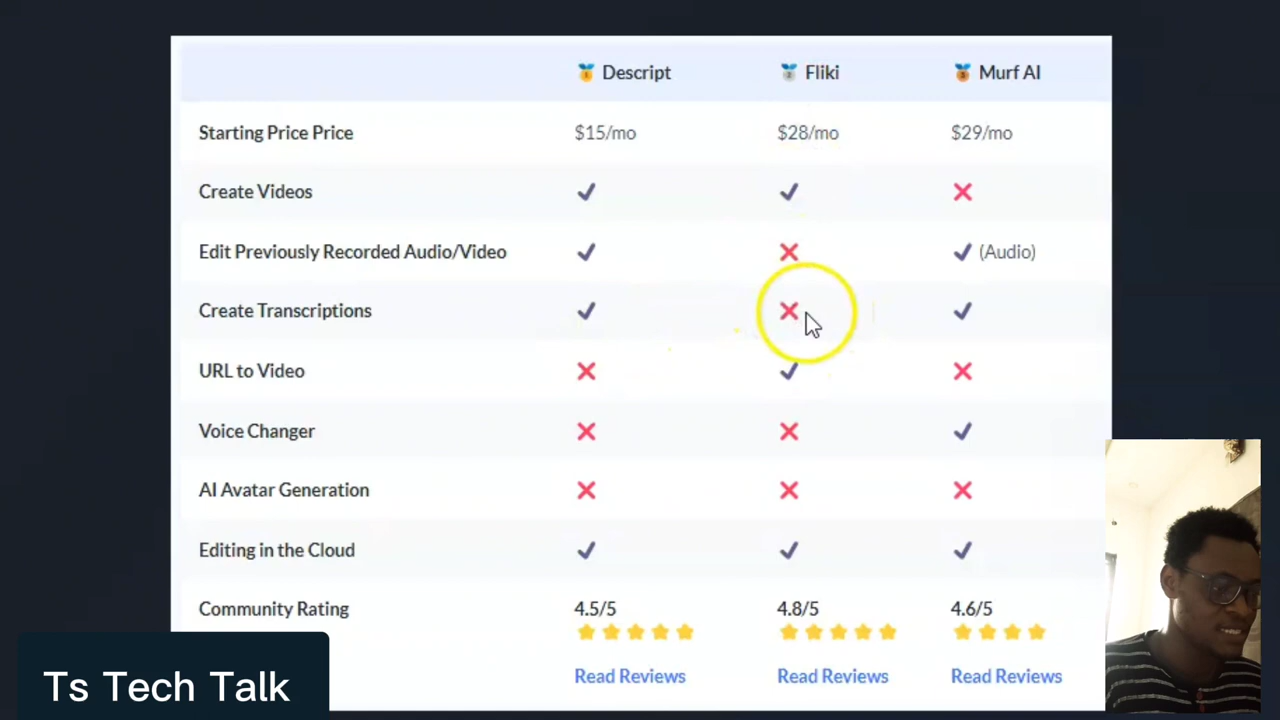 Descript Fliki Murf AI
Starting Price Price $15/mo $28/mo $29/mo
Create Videos
Edit Previously Recorded Audio/Video (Audio)
Create Transcriptions
URL to Video
Voice Changer
AI Avatar Generation
Editing in the Cloud
Community Rating 4.5/5 4.8/5 4.6/5
Read Reviews Read Reviews Read Reviews
Ts Tech Talk